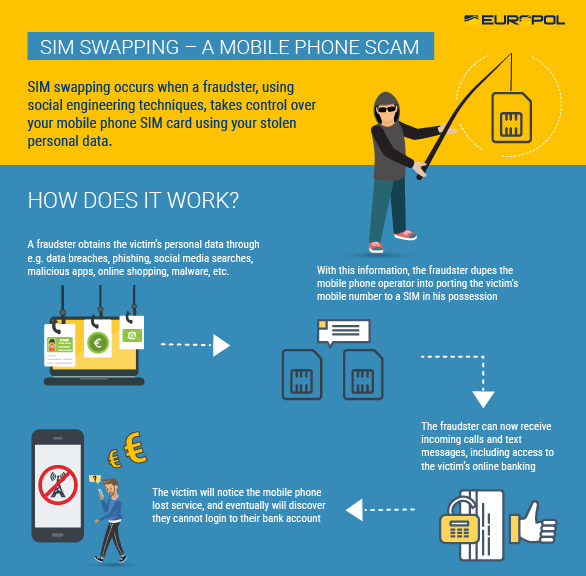 EUROPOL
SIM SWAPPING – A MOBILE PHONE SCAM
SIM swapping occurs when a fraudster, using
social engineering techniques, takes control over
your mobile phone SIM card using your stolen
personal data.
HOW DOES IT WORK?
A fraudster obtains the victim's personal data through
e.g. data breaches, phishing, social media searches,
malicious apps, online shopping, malware, etc.
With this information, the fraudster dupes the
mobile phone operator into porting the victim's
mobile number to a SIM in his possession
€
The fraudster can now receive
incoming calls and text
messages, including access to
the victim's online banking
€€
?
The victim will notice the mobile phone
lost service, and eventually will discover
they cannot login to their bank account